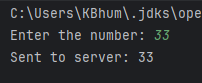 C:\Users\KBhum\.jdks\ope
Enter the number: 33
Sent to server: 33